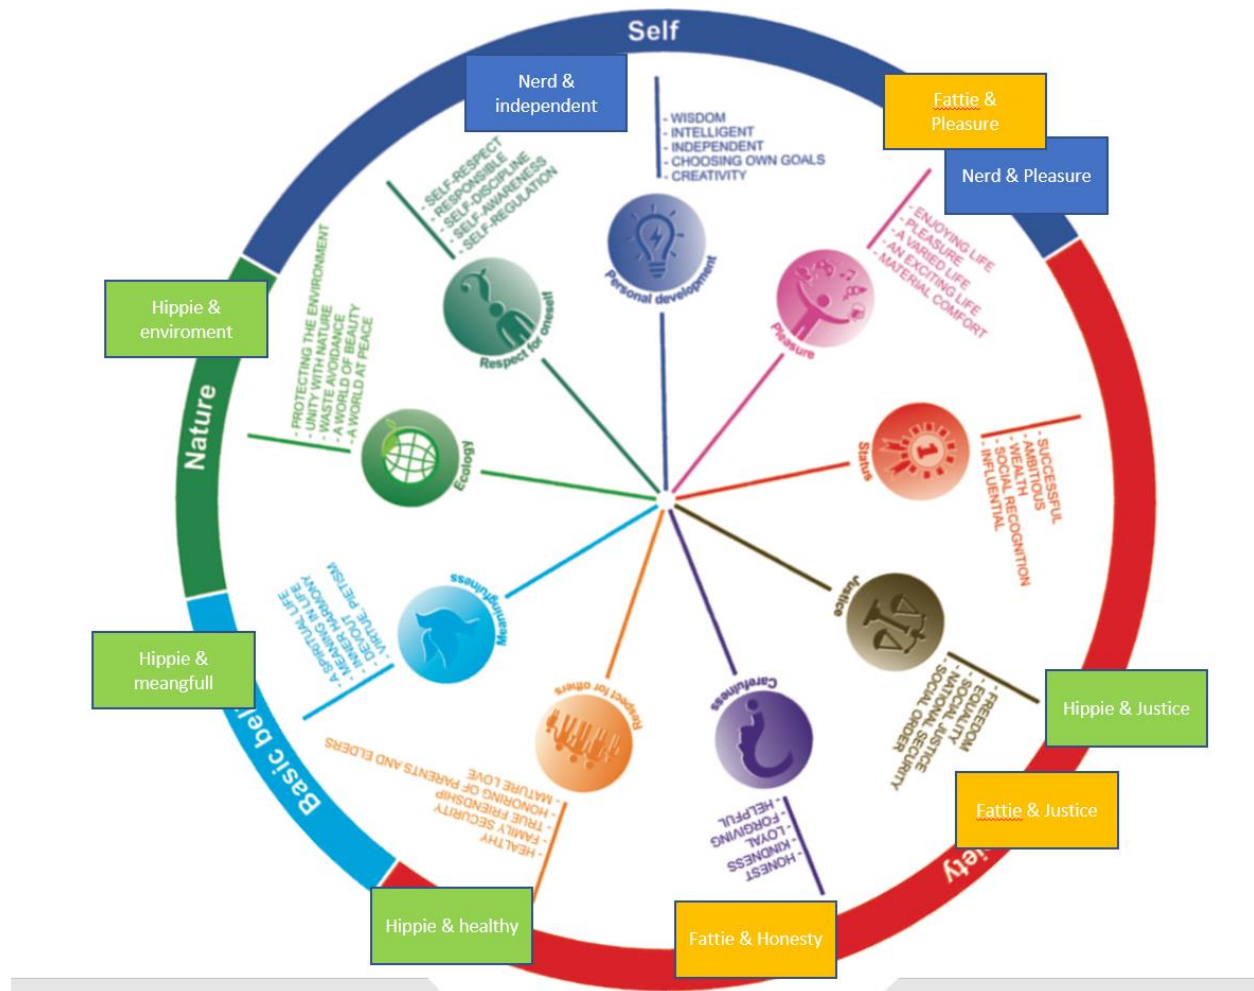 Self
Nerd &
independent
Fattie &
Pleasure
Nerd & Pleasure
- WISDOM
- INTELLIGENT
- INDEPENDENT
- CHOOSING OWN GOALS
- CREATIVITY
Personal development
- ENJOYING LIFE
- PLEASURE
- A VARIED LIFE
- AN EXCITING LIFE
- MATERIAL COMFORT
Pleasure
- SUCCESSFUL
- AMBITIOUS
- WEALTH
- SOCIAL RECOGNITION
- INFLUENTIAL
1
Status
Justice
- FREEDOM
- EQUALITY
- SOCIAL JUSTICE
- NATIONAL SECURITY
- SOCIAL ORDER
Hippie & Justice
Fattie & Justice
iety
Carefulness
- HELPFUL
- FORGIVING
- LOYAL
- KINDNESS
- HONEST
Fattie & Honesty
Respect for others
- MATURE LOVE
- HONORING OF PARENTS AND ELDERS
- TRUE FRIENDSHIP
- FAMILY SECURITY
- HEALTHY
Hippie & healthy
Basic bel
Meaningfulness
- VIRTUE, PIETISM
- DEVOUT
- INNER HARMONY
- MEANING IN LIFE
- A SPIRITUAL LIFE
Hippie &
meangfull
Nature
Hippie &
enviroment
- PROTECTING THE ENVIRONMENT
- UNITY WITH NATURE
- WASTE AVOIDANCE
- A WORLD OF BEAUTY
- A WORLD AT PEACE
Ecology
- SELF-RESPECT
- RESPONSIBLE
- SELF-DISCIPLINE
- SELF-AWARENESS
- SELF-REGULATION
Respect for oneself